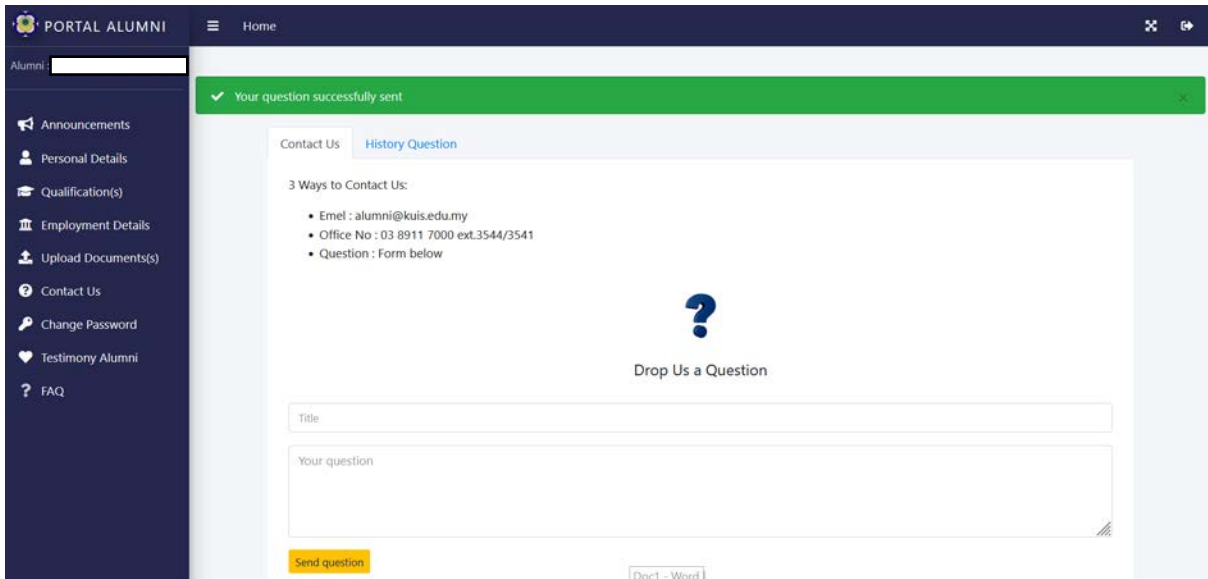 PORTAL ALUMNI
Home
Alumni :
Your question successfully sent
×
Announcements
Personal Details
Qualification(s)
Employment Details
Upload Documents(s)
Contact Us
Change Password
Testimony Alumni
FAQ
Contact Us
History Question
3 Ways to Contact Us:
• Emel : alumni@kuis.edu.my
• Office No : 03 8911 7000 ext.3544/3541
• Question : Form below
?
Drop Us a Question
Title
Your question
Send question
Doc1 - Word